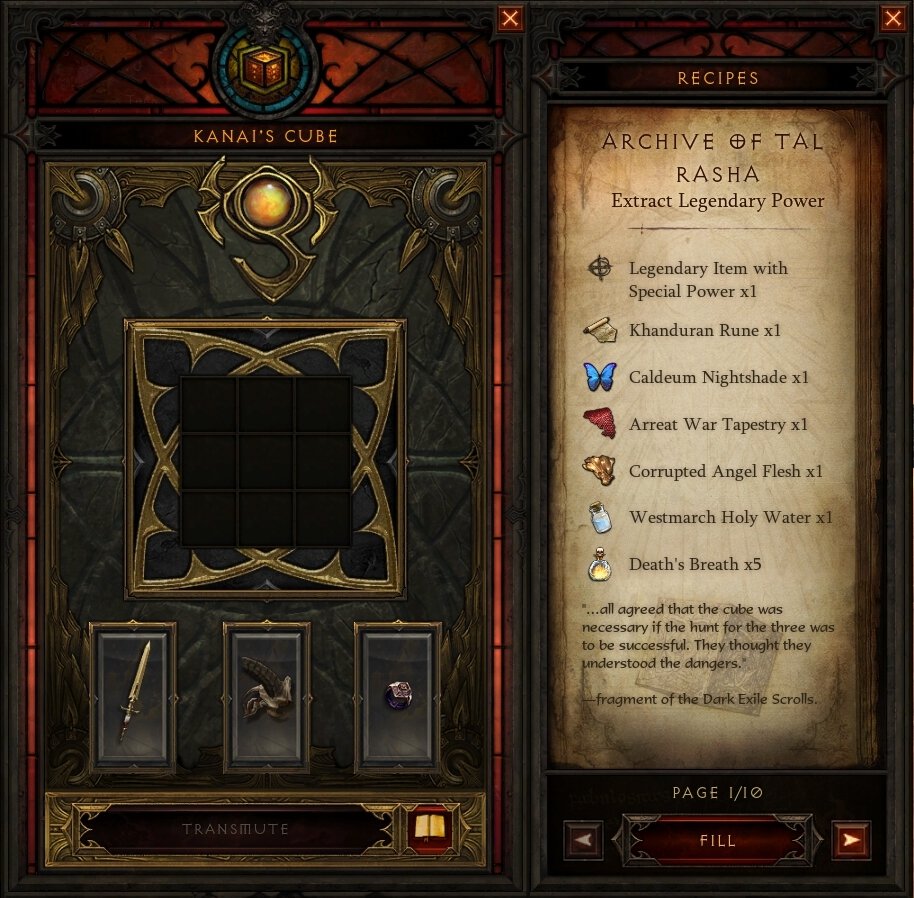 KANAI'S CUBE
TRANSMUTE
RECIPES
ARCHIVE OF TAL
RASHA
Extract Legendary Power
Legendary Item with
Special Power x1
Khanduran Rune x1
Caldeum Nightshade x1
Arreat War Tapestry x1
Corrupted Angel Flesh x1
Westmarch Holy Water x1
Death's Breath x5
"...all agreed that the cube was
necessary if the hunt for the three was
to be successful. They thought they
understood the dangers."
—fragment of the Dark Exile Scrolls.
PAGE 1/10
FILL